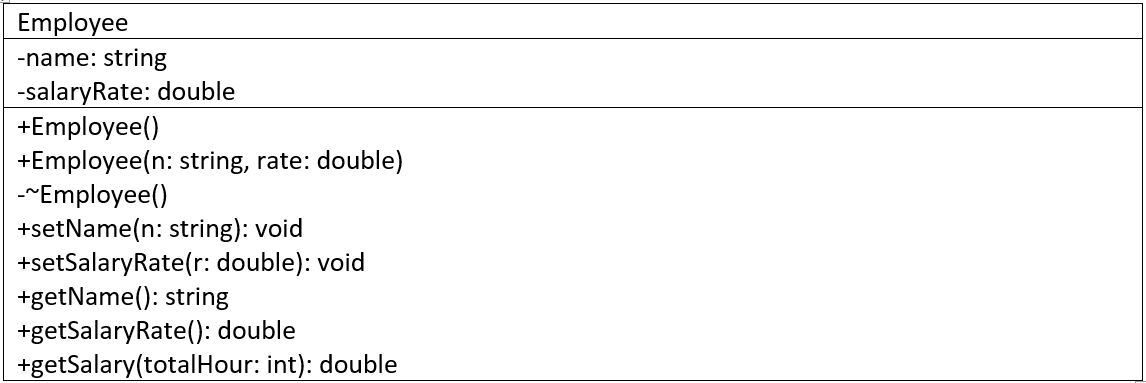 Employee
-name: string
-salaryRate: double
+Employee()
+Employee(n: string, rate: double)
-~Employee()
+setName(n: string): void
+setSalaryRate(r: double): void
+getName(): string
+getSalaryRate(): double
+getSalary(totalHour: int): double